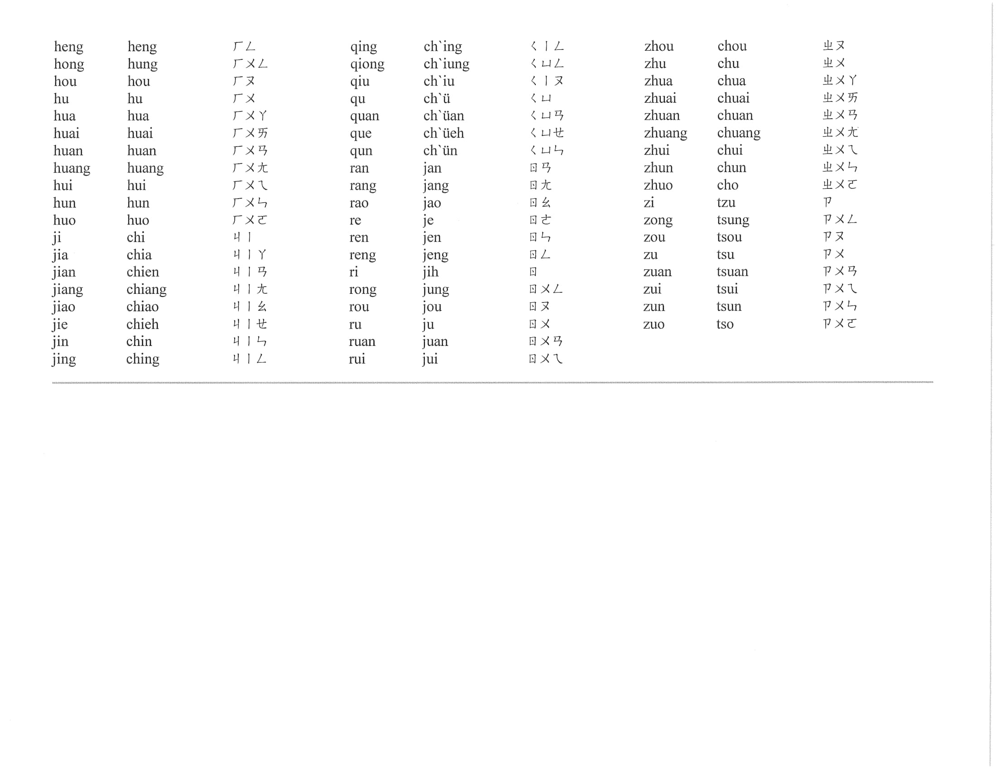 heng heng ㄏㄥ qing ch`ing ㄑㄧㄥ zhou chou ㄓㄡ
hong hung ㄏㄨㄥ qiong ch`iung ㄑㄩㄥ zhu chu ㄓㄨ
hou hou ㄏㄡ qiu ch`iu ㄑㄧㄡ zhua chua ㄓㄨㄚ
hu hu ㄏㄨ qu ch`ü ㄑㄩ zhuai chuai ㄓㄨㄞ
hua hua ㄏㄨㄚ quan ch`üan ㄑㄩㄢ zhuan chuan ㄓㄨㄢ
huai huai ㄏㄨㄞ que ch`üeh ㄑㄩㄝ zhuang chuang ㄓㄨㄤ
huan huan ㄏㄨㄢ qun ch`ün ㄑㄩㄣ zhui chui ㄓㄨㄟ
huang huang ㄏㄨㄤ ran jan ㄖㄢ zhun chun ㄓㄨㄣ
hui hui ㄏㄨㄟ rang jang ㄖㄤ zhuo cho ㄓㄨㄛ
hun hun ㄏㄨㄣ rao jao ㄖㄠ zi tzu ㄗ
huo huo ㄏㄨㄛ re je ㄖㄜ zong tsung ㄗㄨㄥ
ji chi ㄐㄧ ren jen ㄖㄣ zou tsou ㄗㄡ
jia chia ㄐㄧㄚ reng jeng ㄖㄥ zu tsu ㄗㄨ
jian chien ㄐㄧㄢ ri jih ㄖ zuan tsuan ㄗㄨㄢ
jiang chiang ㄐㄧㄤ rong jung ㄖㄨㄥ zui tsui ㄗㄨㄟ
jiao chiao ㄐㄧㄠ rou jou ㄖㄡ zun tsun ㄗㄨㄣ
jie chieh ㄐㄧㄝ ru ju ㄖㄨ zuo tso ㄗㄨㄛ
jin chin ㄐㄧㄣ ruan juan ㄖㄨㄢ
jing ching ㄐㄧㄥ rui jui ㄖㄨㄟ